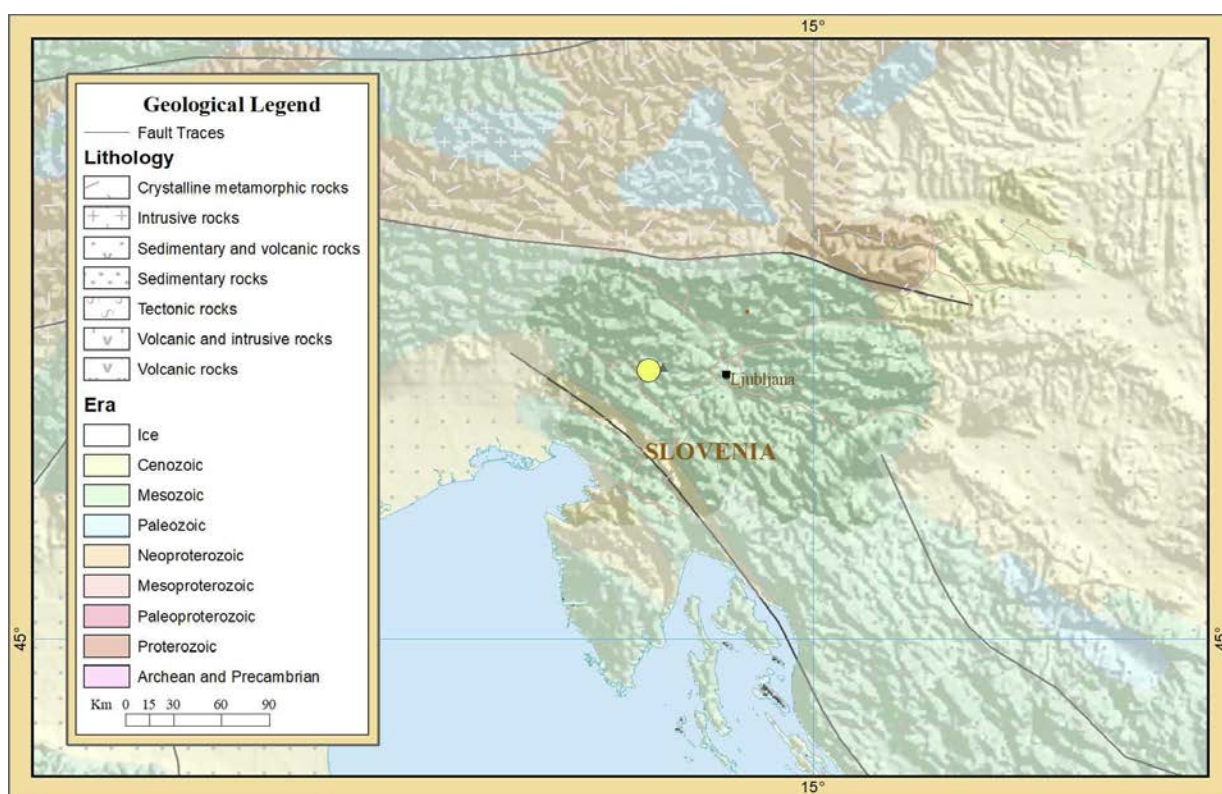 15°
Geological Legend
Fault Traces
Lithology
Crystalline metamorphic rocks
Intrusive rocks
Sedimentary and volcanic rocks
Sedimentary rocks
Tectonic rocks
Volcanic and intrusive rocks
Volcanic rocks
Era
Ice
Cenozoic
Mesozoic
Paleozoic
Neoproterozoic
Mesoproterozoic
Paleoproterozoic
Proterozoic
Archean and Precambrian
Km 0 15 30 60 90
Ljubljana
SLOVENIA
45°
45°
15°